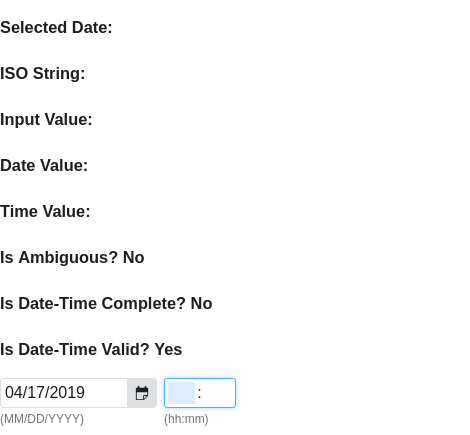 Selected Date:
ISO String:
Input Value:
Date Value:
Time Value:
Is Ambiguous? No
Is Date-Time Complete? No
Is Date-Time Valid? Yes
04/17/2019 :
(MM/DD/YYYY) (hh:mm)